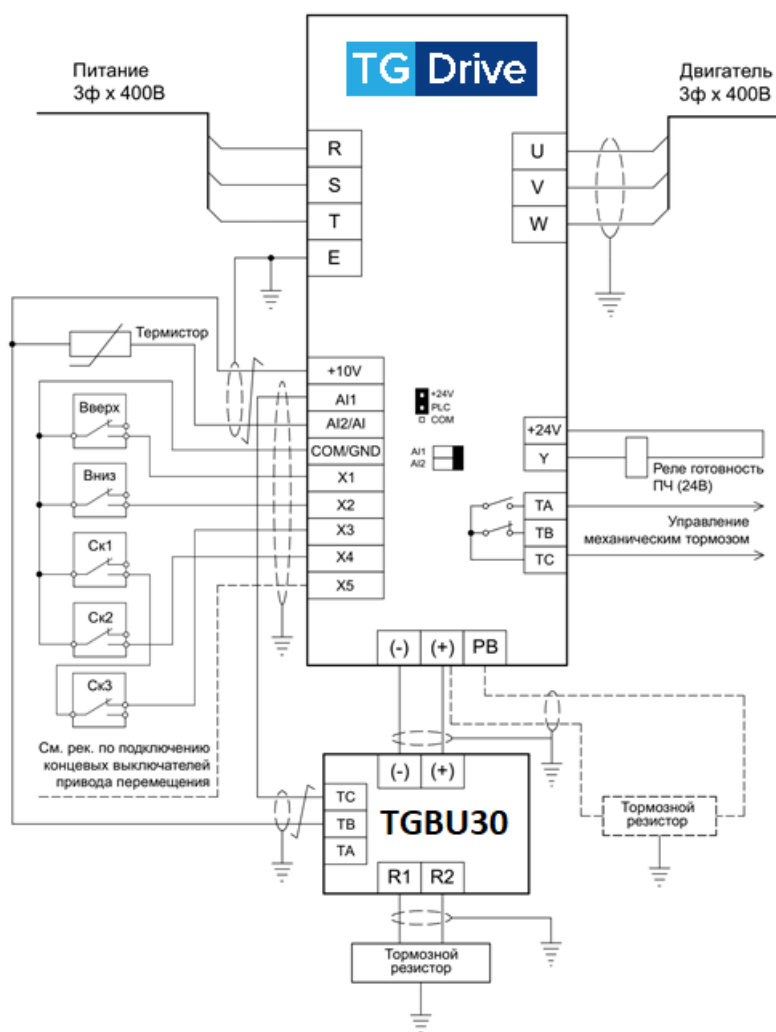 TG Drive
Питание
3ф x 400В
Двигатель
3ф x 400В
R
S
T
E
U
V
W
Термистор
+10V
AI1
AI2/AI
COM/GND
X1
X2
X3
X4
X5
Вверх
Вниз
Ск1
Ск2
Ск3
+24V
PLC
COM
AI1
AI2
+24V
Y
Реле готовность
ПЧ (24В)
TA
TB
TC
Управление
механическим тормозом
(-) (+) PB
См. рек. по подключению
концевых выключателей
привода перемещения
(-) (+)
TC
TB
TA
TGBU30
R1 R2
Тормозной
резистор
Тормозной
резистор